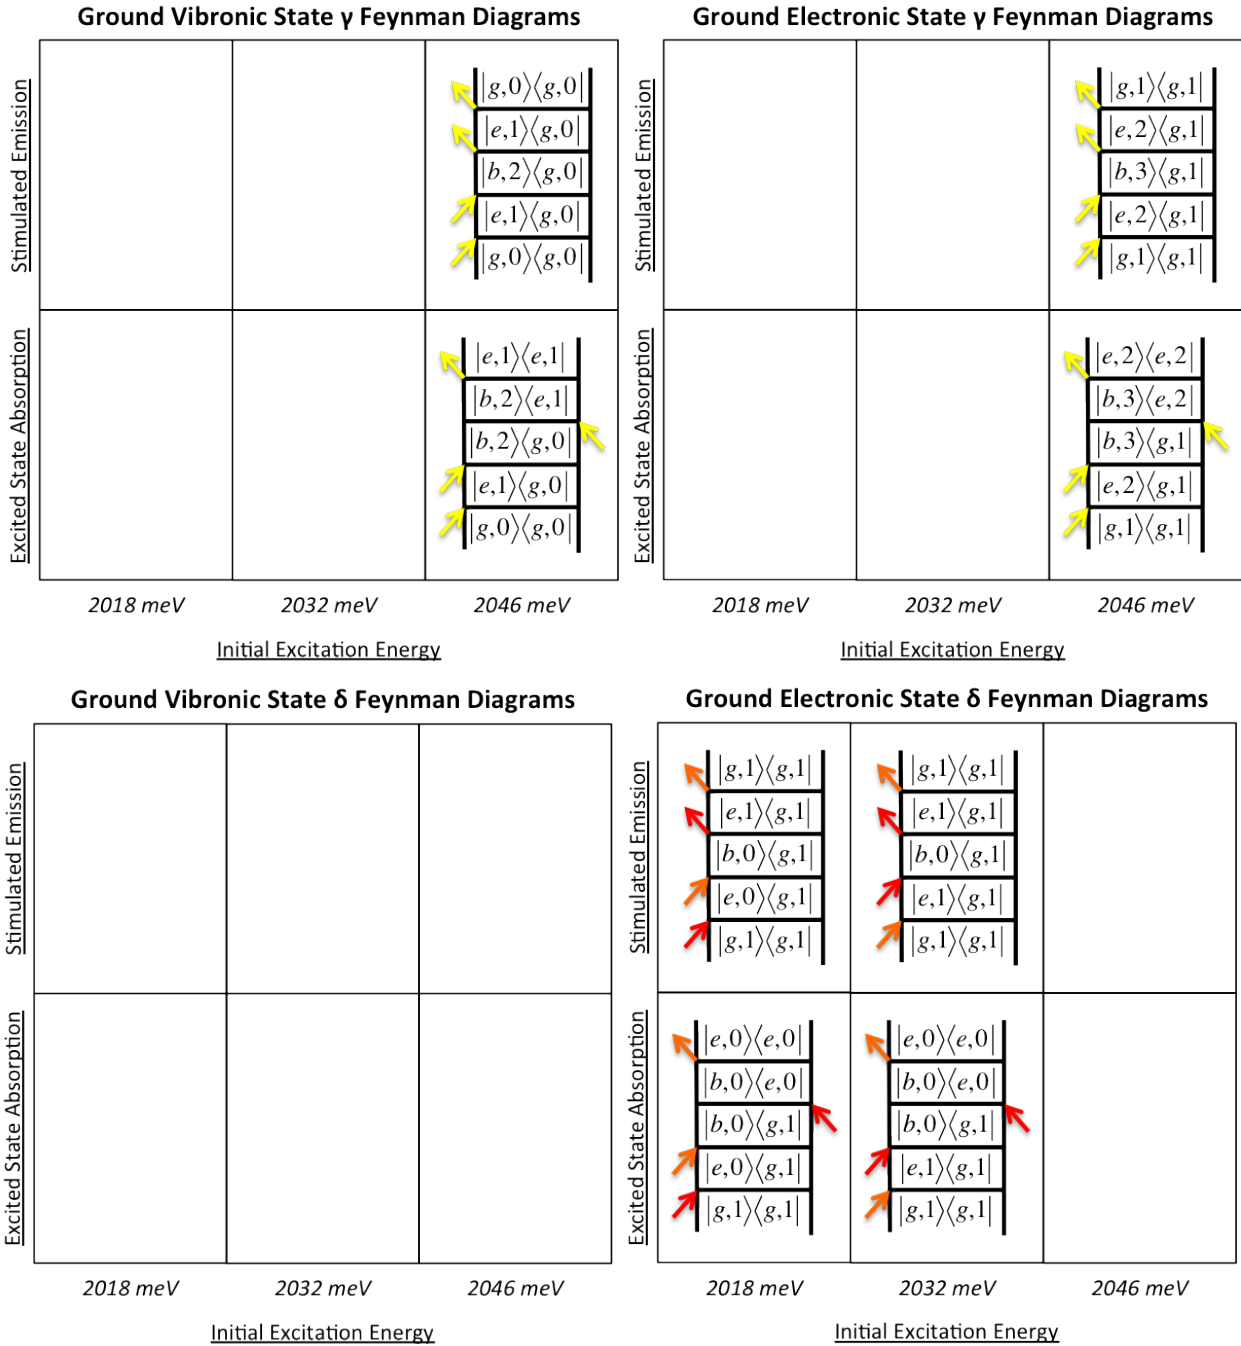 Ground Vibronic State γ Feynman Diagrams
Stimulated Emission
|g,0⟩⟨g,0|
|e,1⟩⟨g,0|
|b,2⟩⟨g,0|
|e,1⟩⟨g,0|
|g,0⟩⟨g,0|
Excited State Absorption
|e,1⟩⟨e,1|
|b,2⟩⟨e,1|
|b,2⟩⟨g,0|
|e,1⟩⟨g,0|
|g,0⟩⟨g,0|
2018 meV 2032 meV 2046 meV
Initial Excitation Energy
Ground Electronic State γ Feynman Diagrams
Stimulated Emission
|g,1⟩⟨g,1|
|e,2⟩⟨g,1|
|b,3⟩⟨g,1|
|e,2⟩⟨g,1|
|g,1⟩⟨g,1|
Excited State Absorption
|e,2⟩⟨e,2|
|b,3⟩⟨e,2|
|b,3⟩⟨g,1|
|e,2⟩⟨g,1|
|g,1⟩⟨g,1|
2018 meV 2032 meV 2046 meV
Initial Excitation Energy
Ground Vibronic State δ Feynman Diagrams
Stimulated Emission
Excited State Absorption
2018 meV 2032 meV 2046 meV
Initial Excitation Energy
Ground Electronic State δ Feynman Diagrams
Stimulated Emission
|g,1⟩⟨g,1|
|e,1⟩⟨g,1|
|b,0⟩⟨g,1|
|e,0⟩⟨g,1|
|g,1⟩⟨g,1|
|g,1⟩⟨g,1|
|e,1⟩⟨g,1|
|b,0⟩⟨g,1|
|e,1⟩⟨g,1|
|g,1⟩⟨g,1|
Excited State Absorption
|e,0⟩⟨e,0|
|b,0⟩⟨e,0|
|b,0⟩⟨g,1|
|e,0⟩⟨g,1|
|g,1⟩⟨g,1|
|e,0⟩⟨e,0|
|b,0⟩⟨e,0|
|b,0⟩⟨g,1|
|e,1⟩⟨g,1|
|g,1⟩⟨g,1|
2018 meV 2032 meV 2046 meV
Initial Excitation Energy